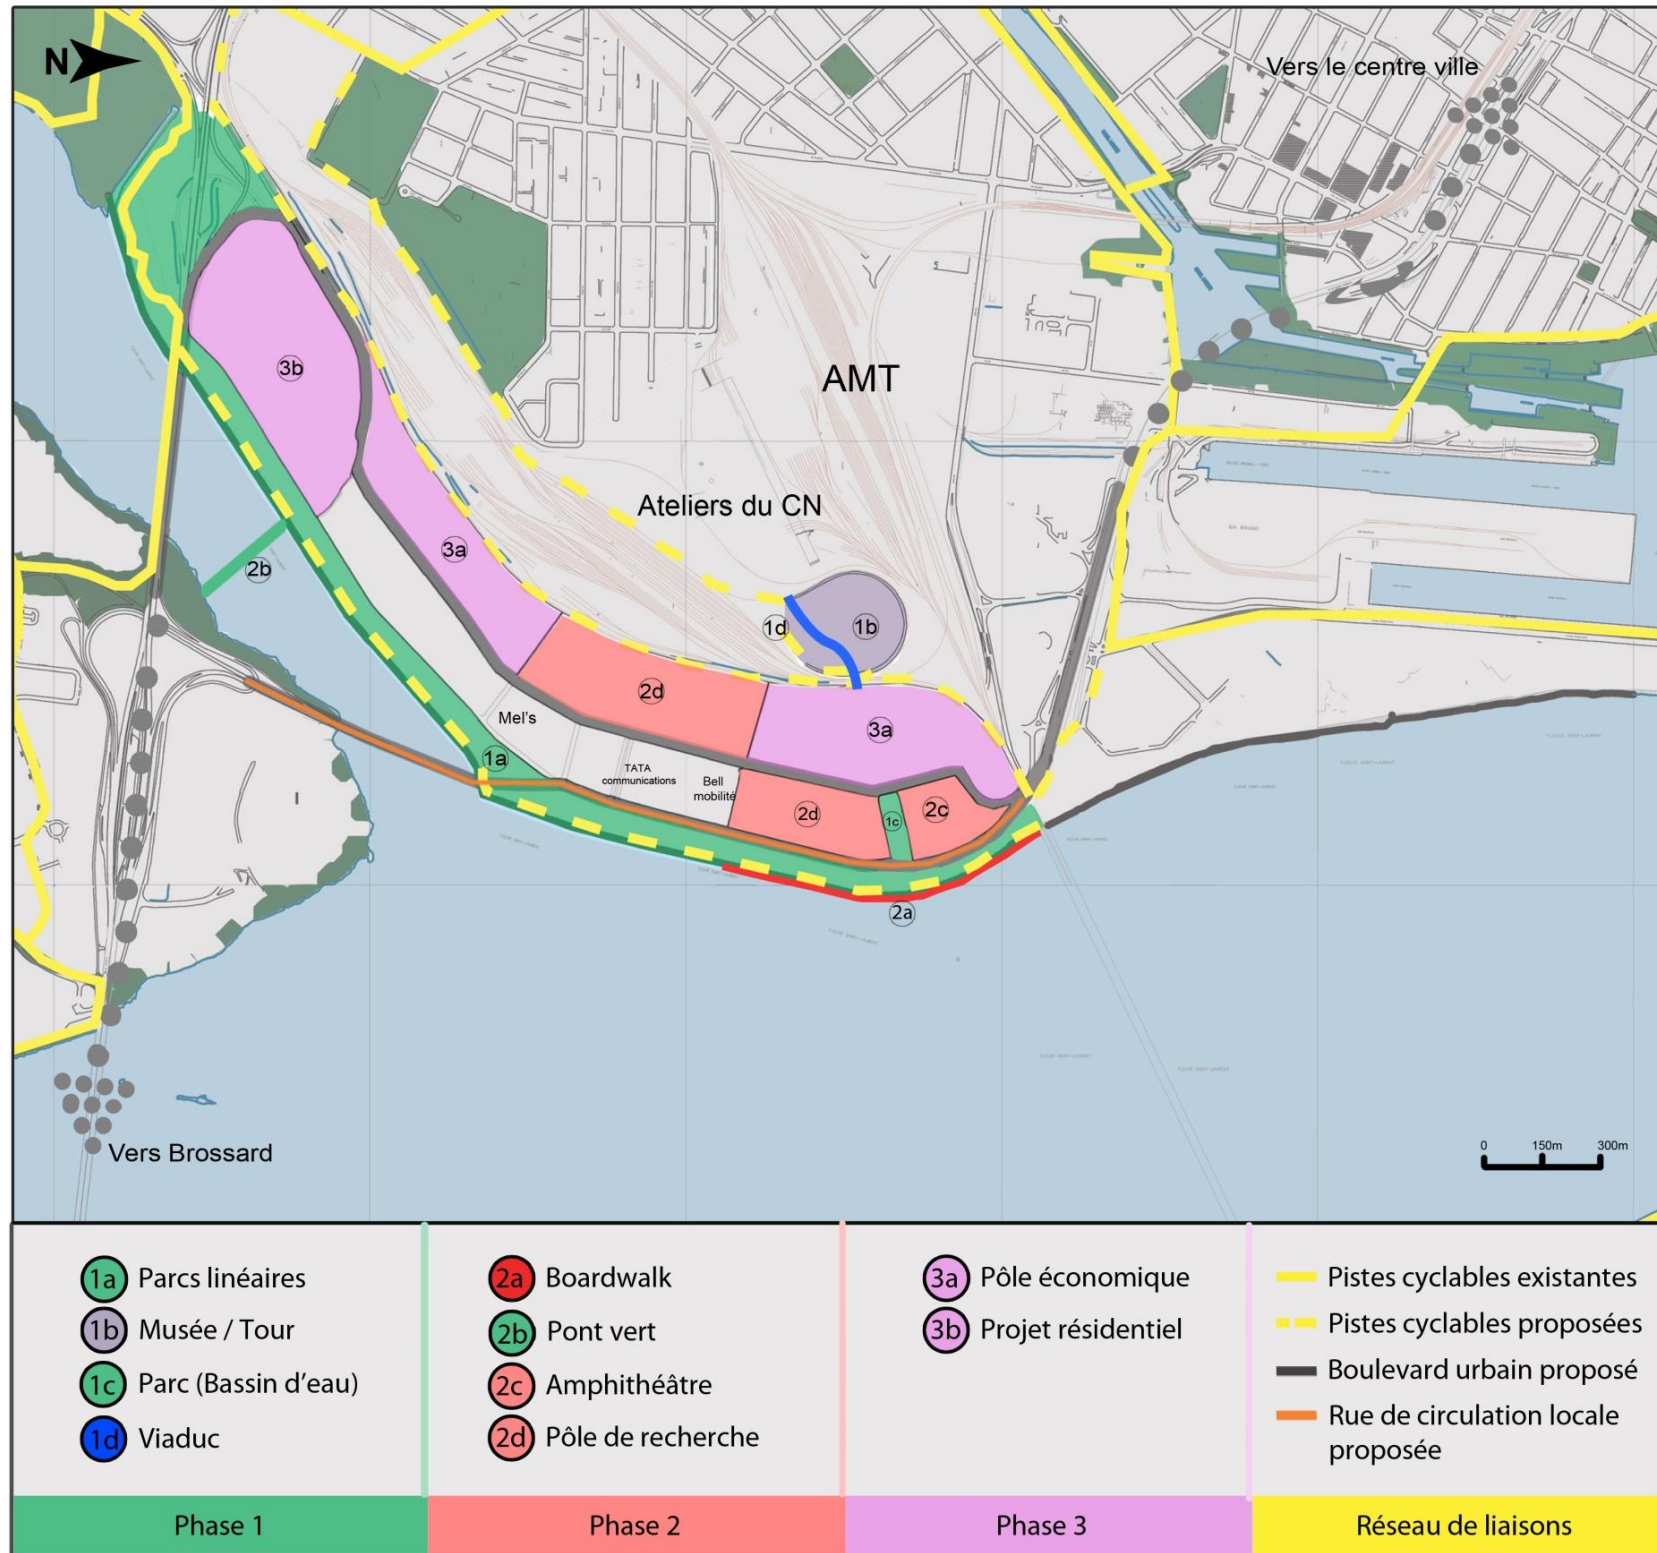 N
Vers le centre ville
AMT
3b
Ateliers du CN
3a
2b
1d
1b
2d
Mel's
3a
1a
TATA
communications
Bell
mobilité
2d
1c
2c
2a
Vers Brossard
0 150m 300m
1a Parcs linéaires
1b Musée / Tour
1c Parc (Bassin d'eau)
1d Viaduc
Phase 1
2a Boardwalk
2b Pont vert
2c Amphithéâtre
2d Pôle de recherche
Phase 2
3a Pôle économique
3b Projet résidentiel
Phase 3
Pistes cyclables existantes
Pistes cyclables proposées
Boulevard urbain proposé
Rue de circulation locale
proposée
Réseau de liaisons